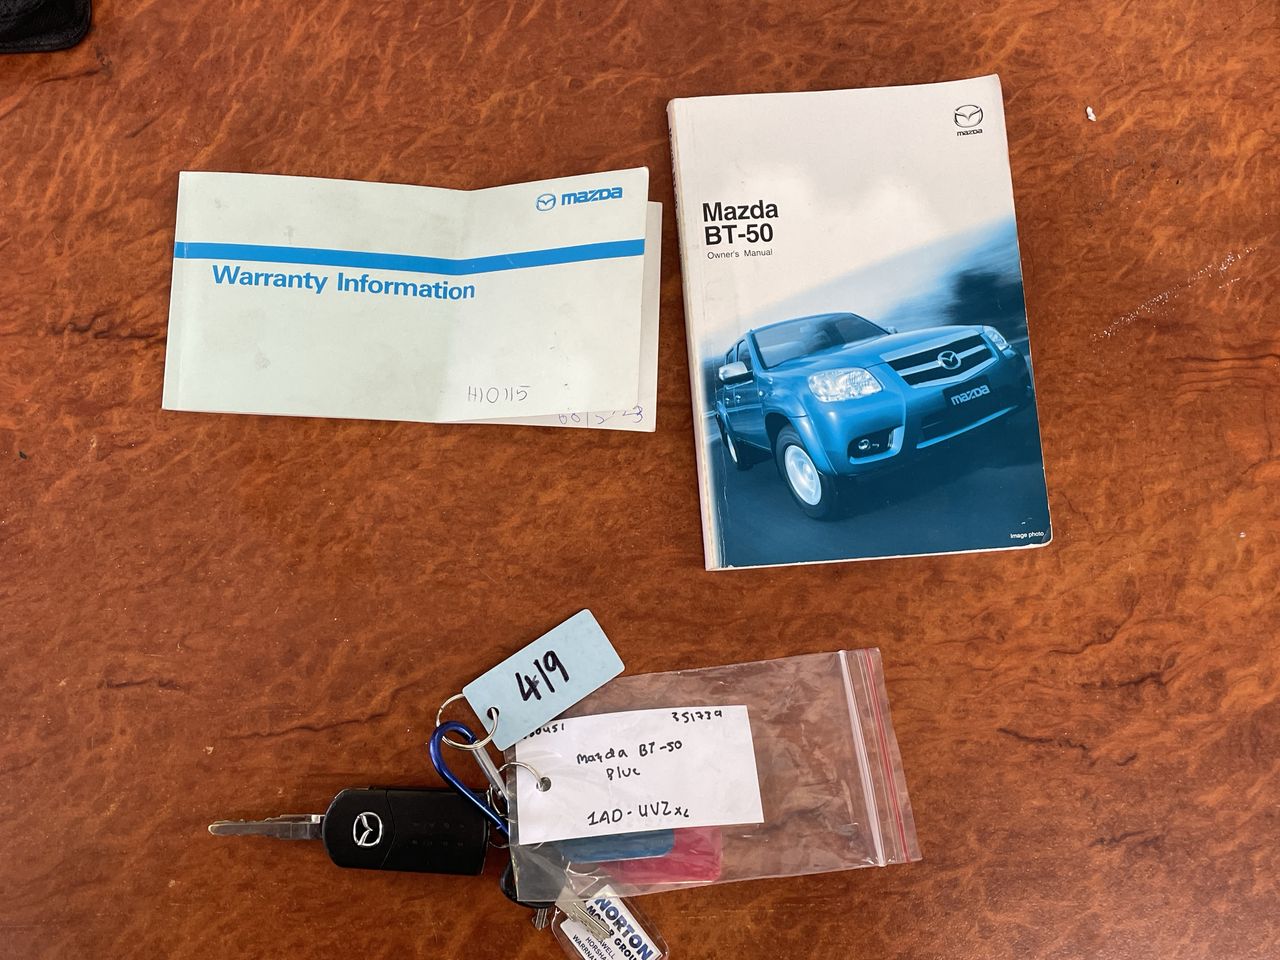 mazda
Warranty Information
H10115
mazda
Mazda
BT-50
Owner's Manual
mazda
Image photo
419
351739
Mazda BT-50
Blue
1AD-UVZ
NORTON